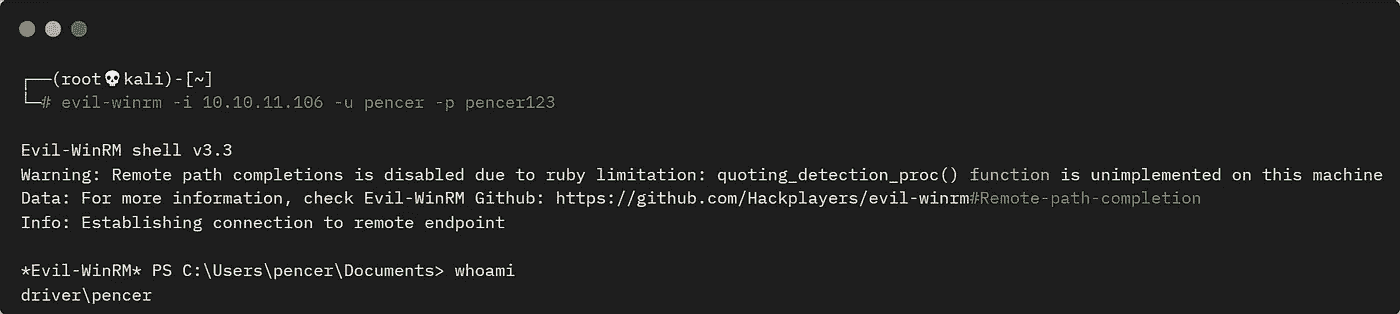 ┌──(root💀kali)-[~]
└─# evil-winrm -i 10.10.11.106 -u pencer -p pencer123
Evil-WinRM shell v3.3
Warning: Remote path completions is disabled due to ruby limitation: quoting_detection_proc() function is unimplemented on this machine
Data: For more information, check Evil-WinRM Github: https://github.com/Hackplayers/evil-winrm#Remote-path-completion
Info: Establishing connection to remote endpoint
*Evil-WinRM* PS C:\Users\pencer\Documents> whoami
driver\pencer